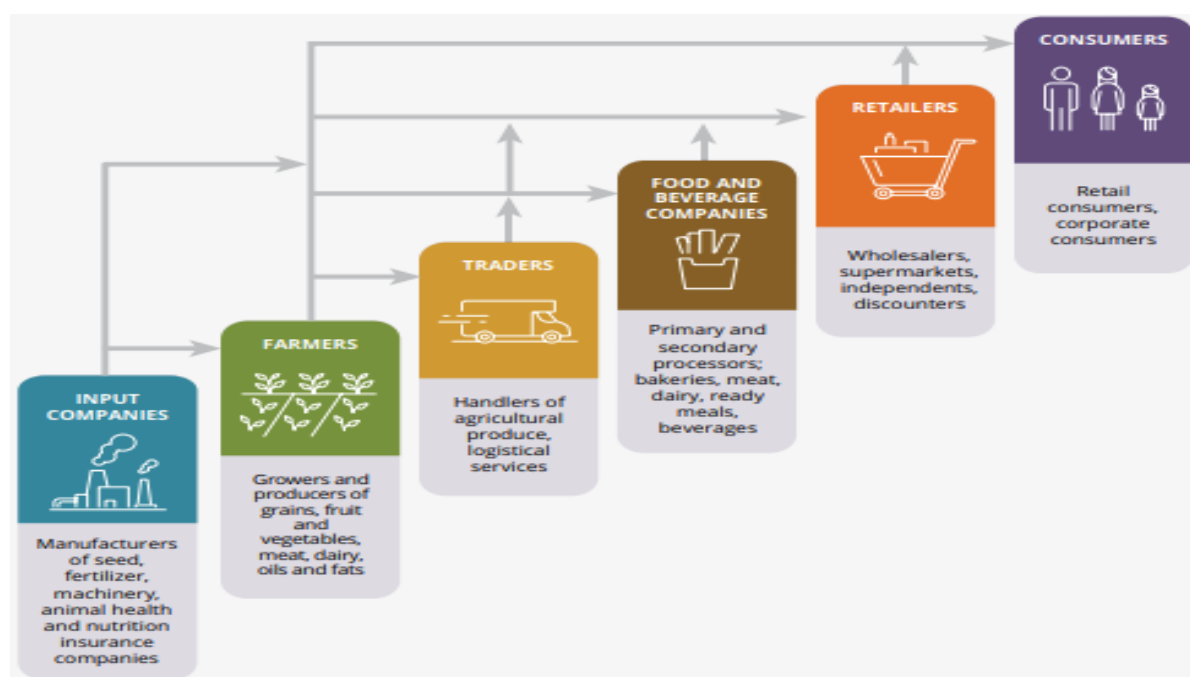 INPUT
COMPANIES
Manufacturers
of seed,
fertilizer,
machinery,
animal health
and nutrition
insurance
companies
FARMERS
Growers and
producers of
grains, fruit
and
vegetables,
meat, dairy,
oils and fats
TRADERS
Handlers of
agricultural
produce,
logistical
services
FOOD AND
BEVERAGE
COMPANIES
Primary and
secondary
processors;
bakeries, meat,
dairy, ready
meals,
beverages
RETAILERS
Wholesalers,
supermarkets,
independents,
discounters
CONSUMERS
Retail
consumers,
corporate
consumers